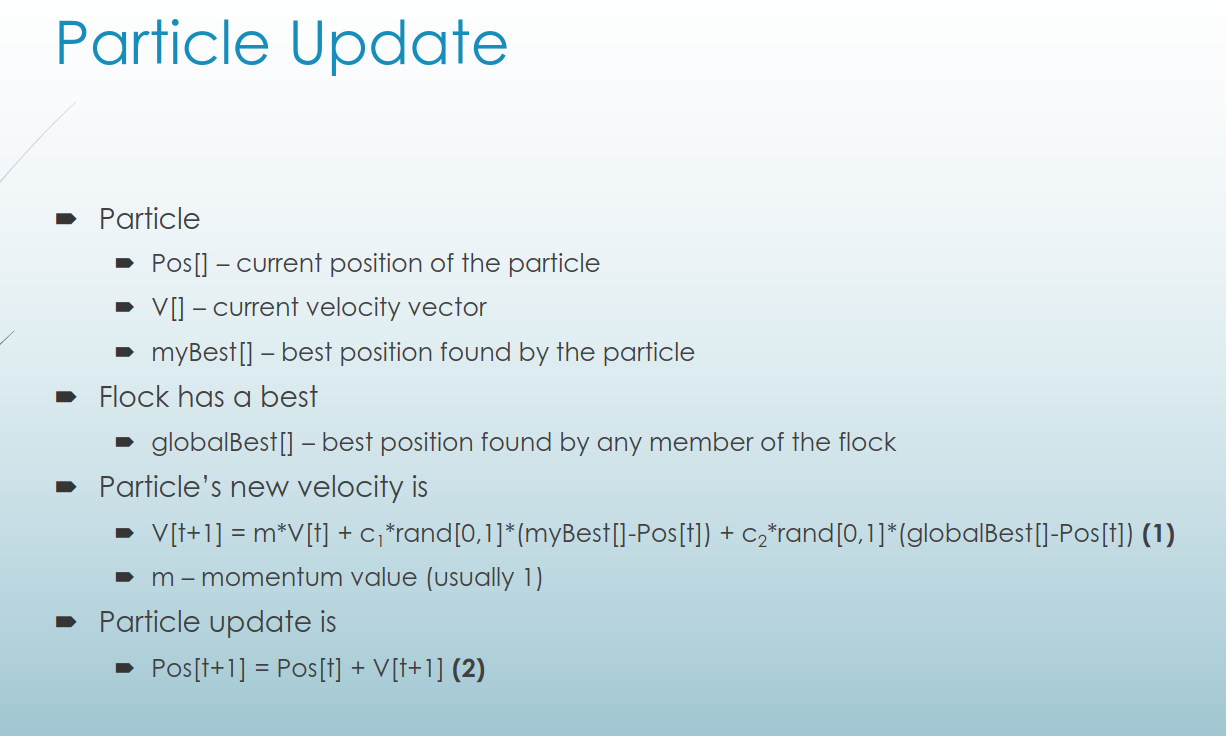 Particle Update
Particle
Pos[] – current position of the particle
V[] – current velocity vector
myBest[] – best position found by the particle
Flock has a best
globalBest[] – best position found by any member of the flock
Particle’s new velocity is
V[t+1] = m*V[t] + c₁*rand[0,1]*(myBest[]-Pos[t]) + c₂*rand[0,1]*(globalBest[]-Pos[t]) (1)
m – momentum value (usually 1)
Particle update is
Pos[t+1] = Pos[t] + V[t+1] (2)